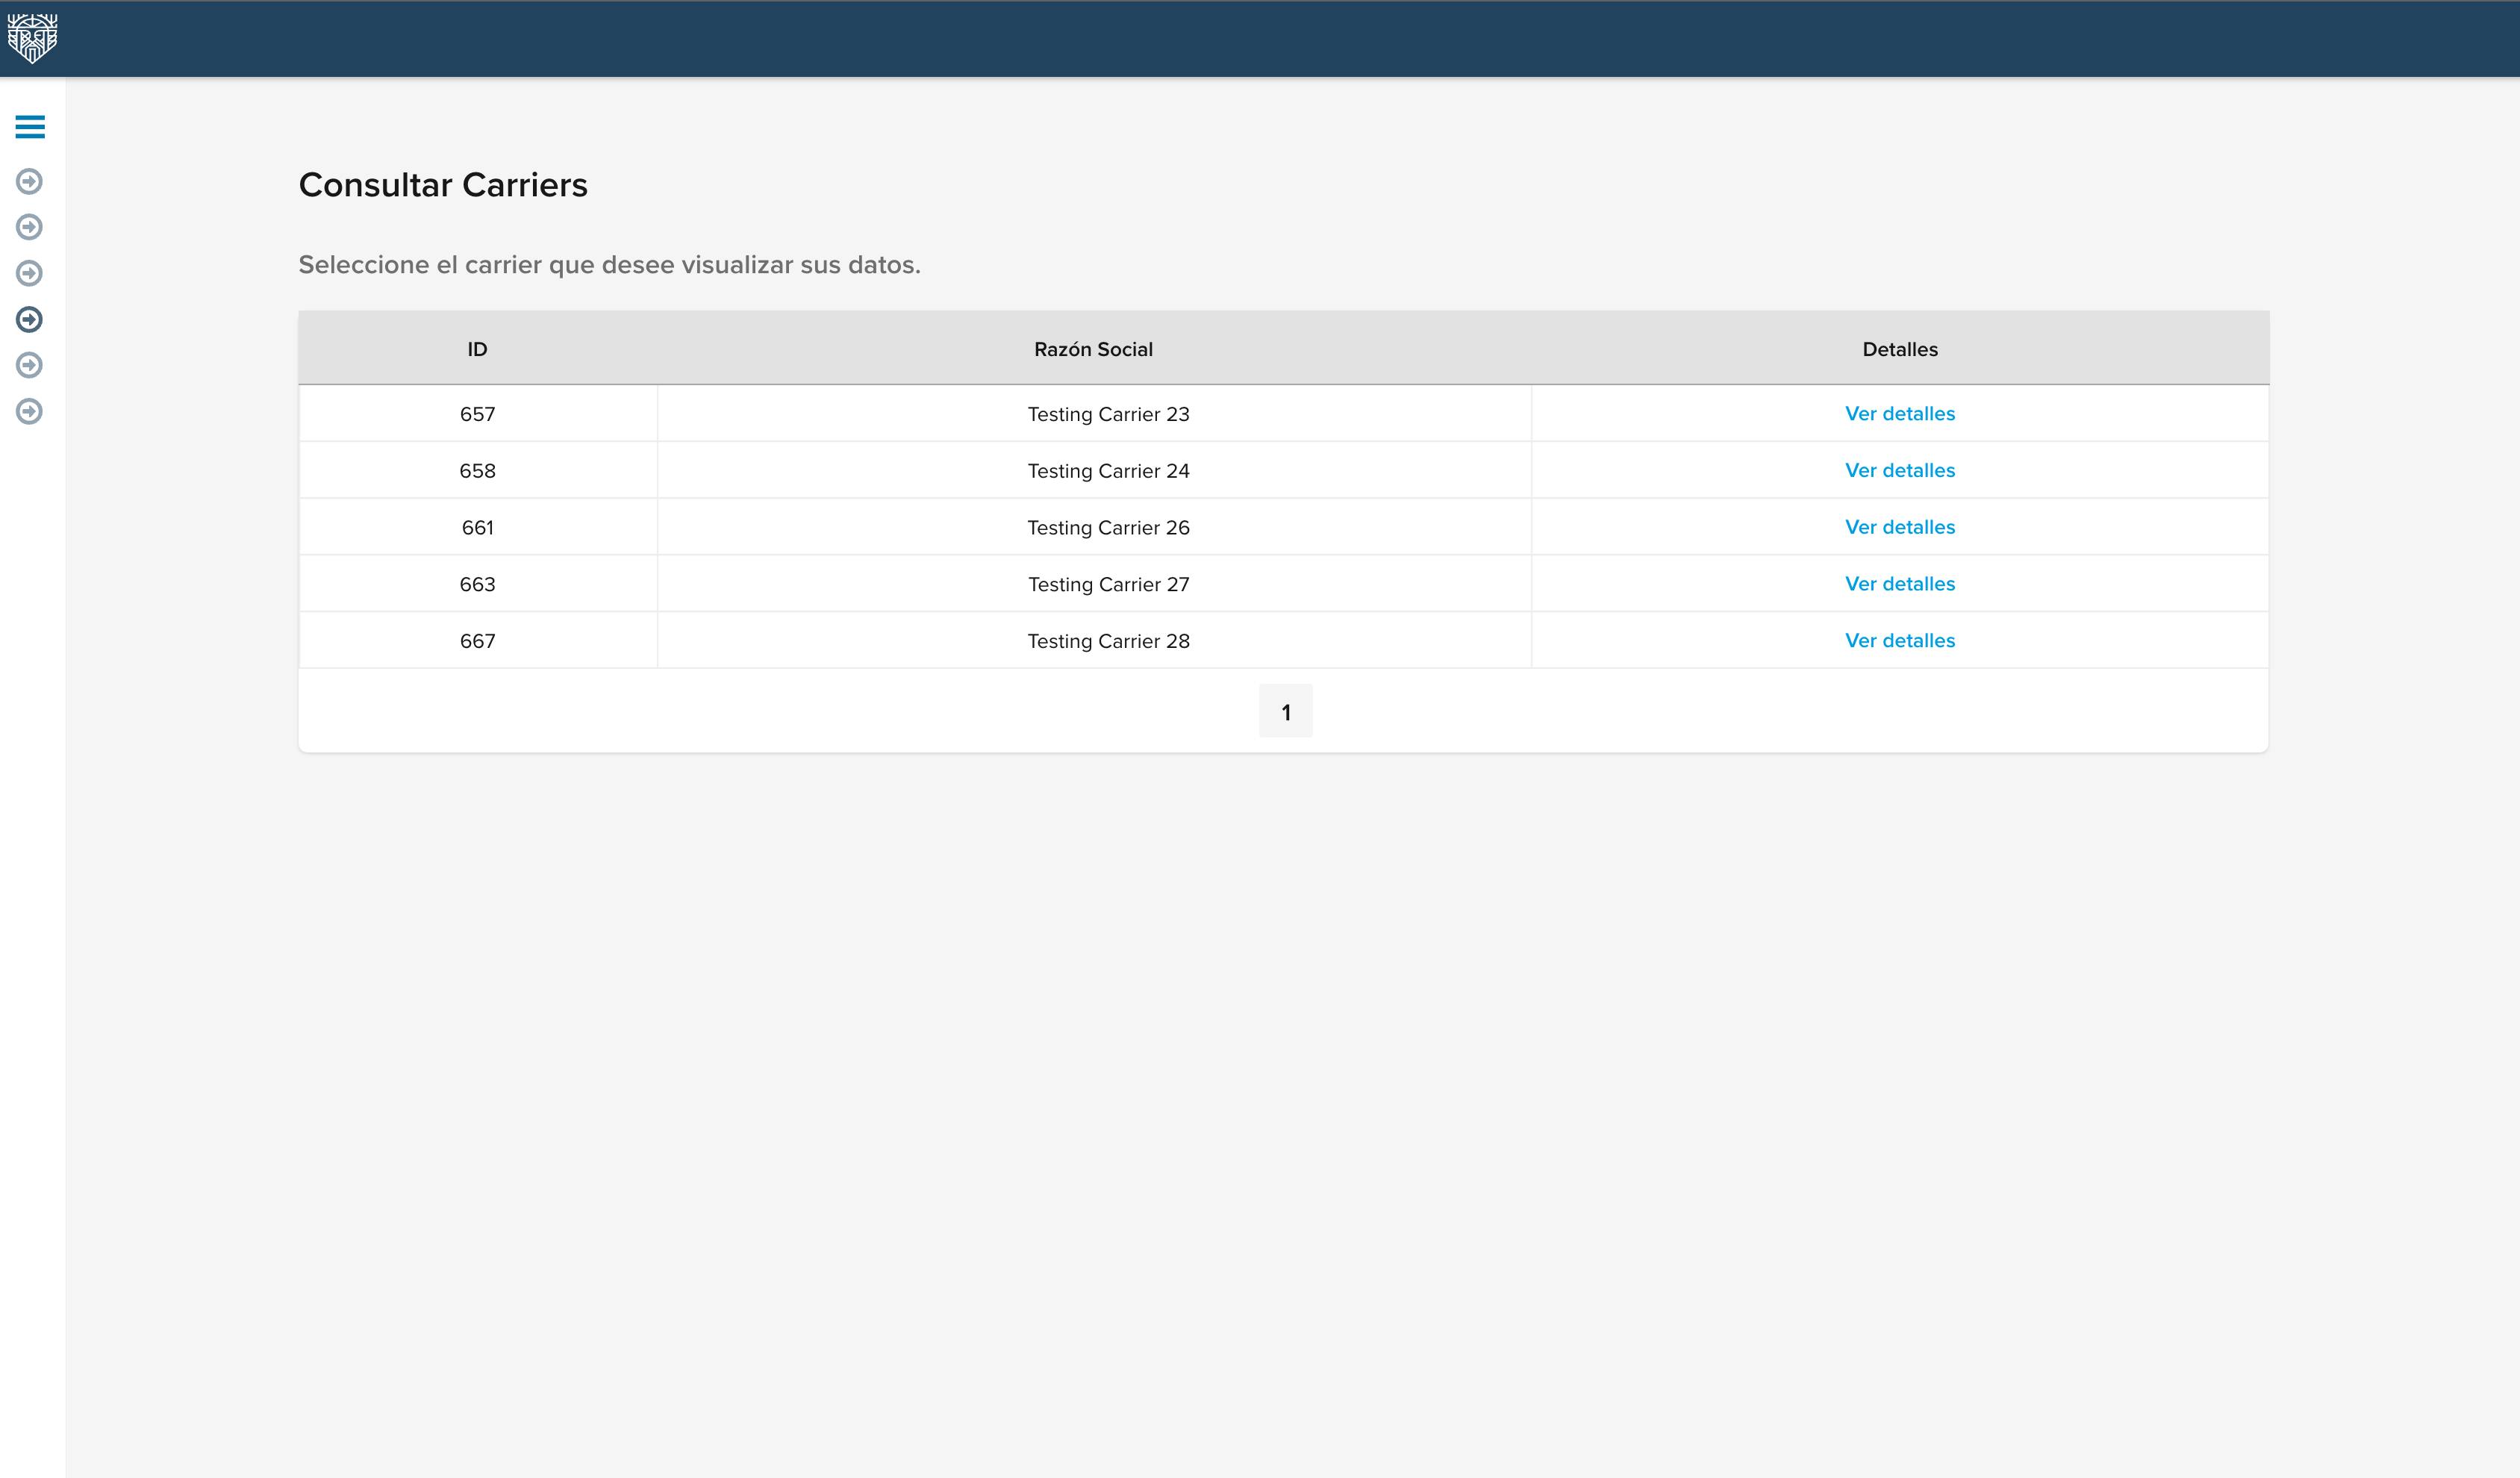 Consultar Carriers
Seleccione el carrier que desee visualizar sus datos.
ID Razón Social Detalles
657 Testing Carrier 23 Ver detalles
658 Testing Carrier 24 Ver detalles
661 Testing Carrier 26 Ver detalles
663 Testing Carrier 27 Ver detalles
667 Testing Carrier 28 Ver detalles
1